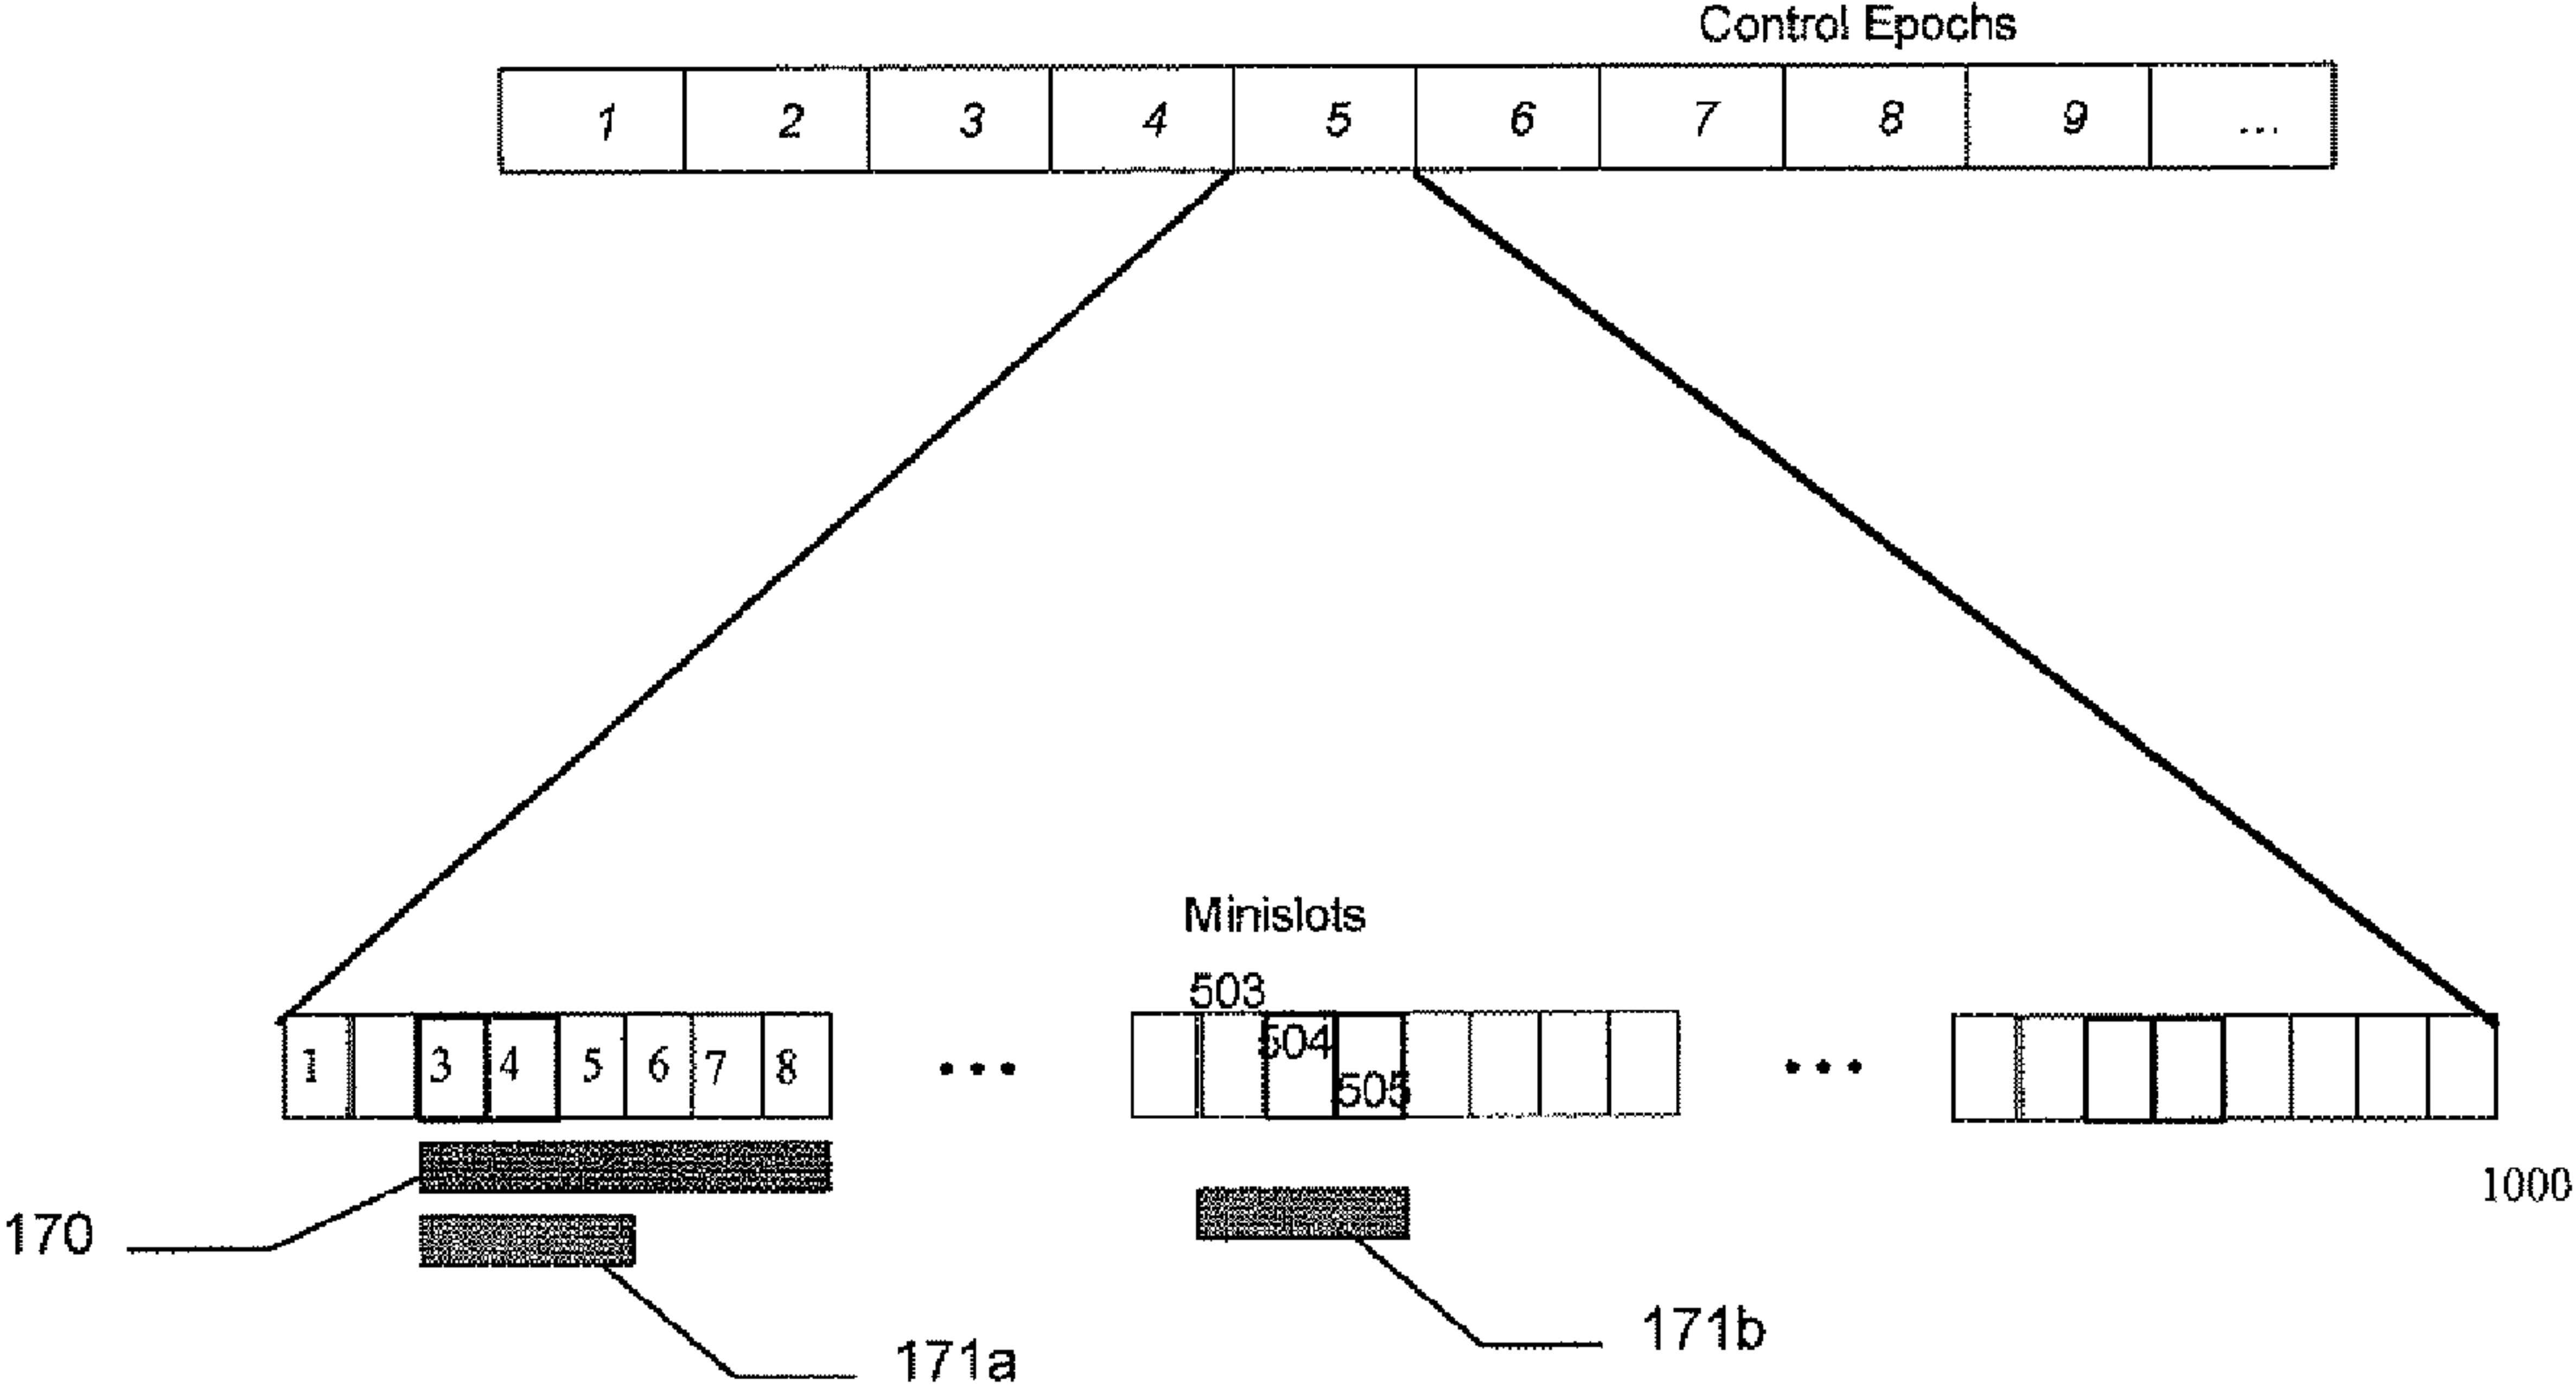 Control Epochs
1 2 3 4 5 6 7 8 9 ...
Minislots
503
1 3 4 5 6 7 8 ... 504 505 ...
1000
170
171a
171b